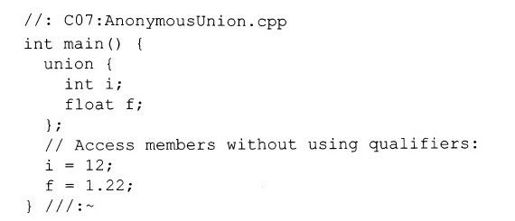 //: C07:AnonymousUnion.cpp
int main() {
  union {
    int i;
    float f;
  };
  // Access members without using qualifiers:
  i = 12;
  f = 1.22;
} ///:~